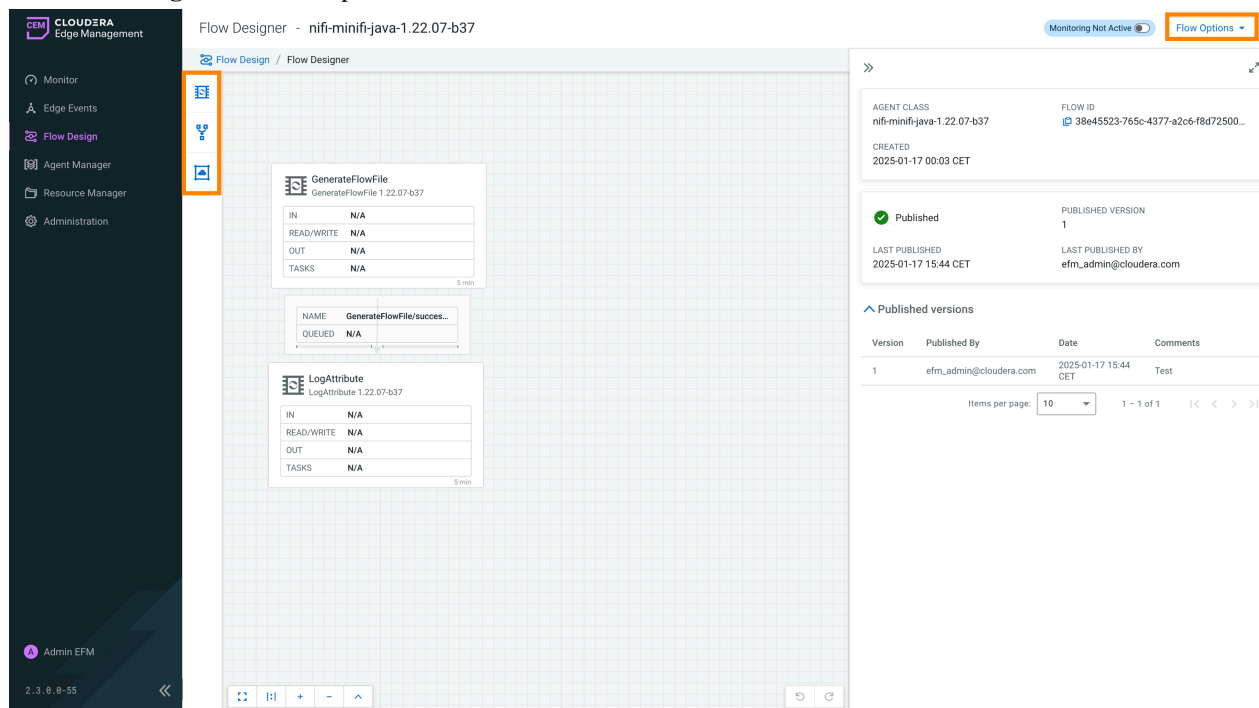 CEM CLOUDERA
Edge Management
Flow Designer - nifi-minifi-java-1.22.07-b37
Monitoring Not Active
Flow Options
Flow Design / Flow Designer
Monitor
Edge Events
Flow Design
Agent Manager
Resource Manager
Administration
GenerateFlowFile
GenerateFlowFile 1.22.07-b37
IN N/A
READ/WRITE N/A
OUT N/A
TASKS N/A
5 min
NAME GenerateFlowFile/succes...
QUEUED N/A
LogAttribute
LogAttribute 1.22.07-b37
IN N/A
READ/WRITE N/A
OUT N/A
TASKS N/A
5 min
AGENT CLASS FLOW ID
nifi-minifi-java-1.22.07-b37 38e45523-765c-4377-a2c6-f8d72500...
CREATED
2025-01-17 00:03 CET
Published
PUBLISHED VERSION
1
LAST PUBLISHED LAST PUBLISHED BY
2025-01-17 15:44 CET efm_admin@cloudera.com
Published versions
Version Published By Date Comments
1 efm_admin@cloudera.com 2025-01-17 15:44 CET Test
Items per page: 10 1 – 1 of 1
A Admin EFM
2.3.0.0-55